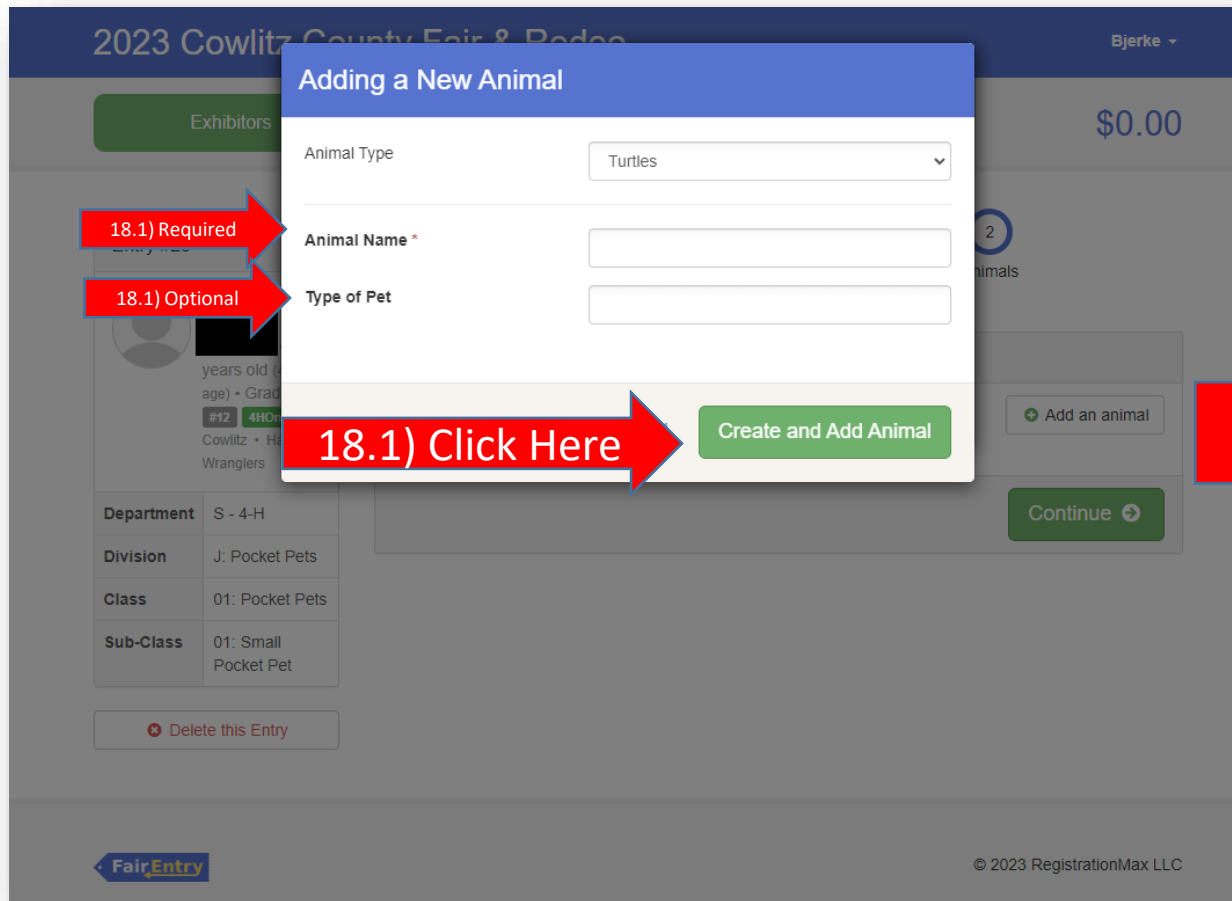 2023 Cowlitz County Fair & Rodeo
Bjerke
Adding a New Animal
Exhibitors
$0.00
Animal Type
Turtles
18.1) Required
Animal Name *
2
18.1) Optional
Type of Pet
years old
age) • Grad
#12
Cowlitz • Ha
Wranglers
18.1) Click Here
Create and Add Animal
Add an animal
Continue
Department S - 4-H
Division J: Pocket Pets
Class 01: Pocket Pets
Sub-Class 01: Small
Pocket Pet
Delete this Entry
FairEntry
© 2023 RegistrationMax LLC